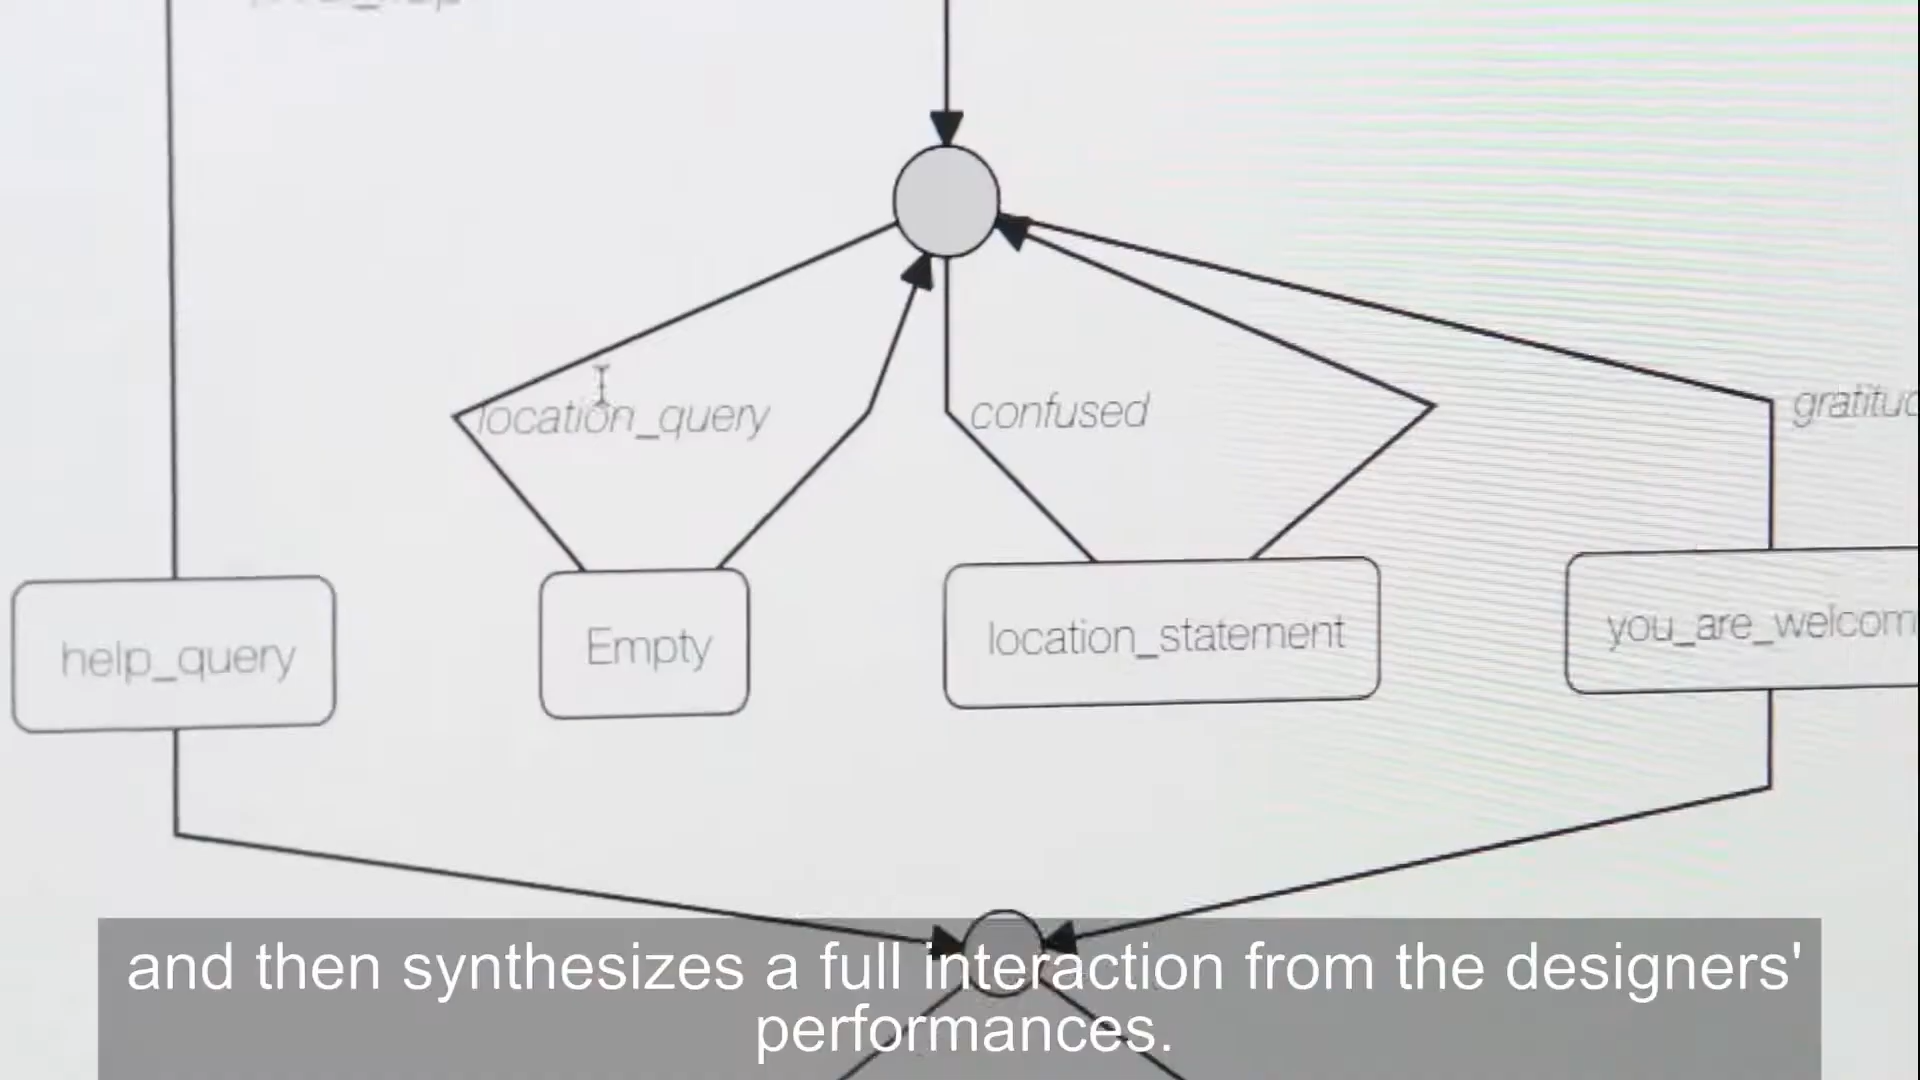 location_query
confused
help_query
Empty
location_statement
and then synthesizes a full interaction from the designers'
performances.